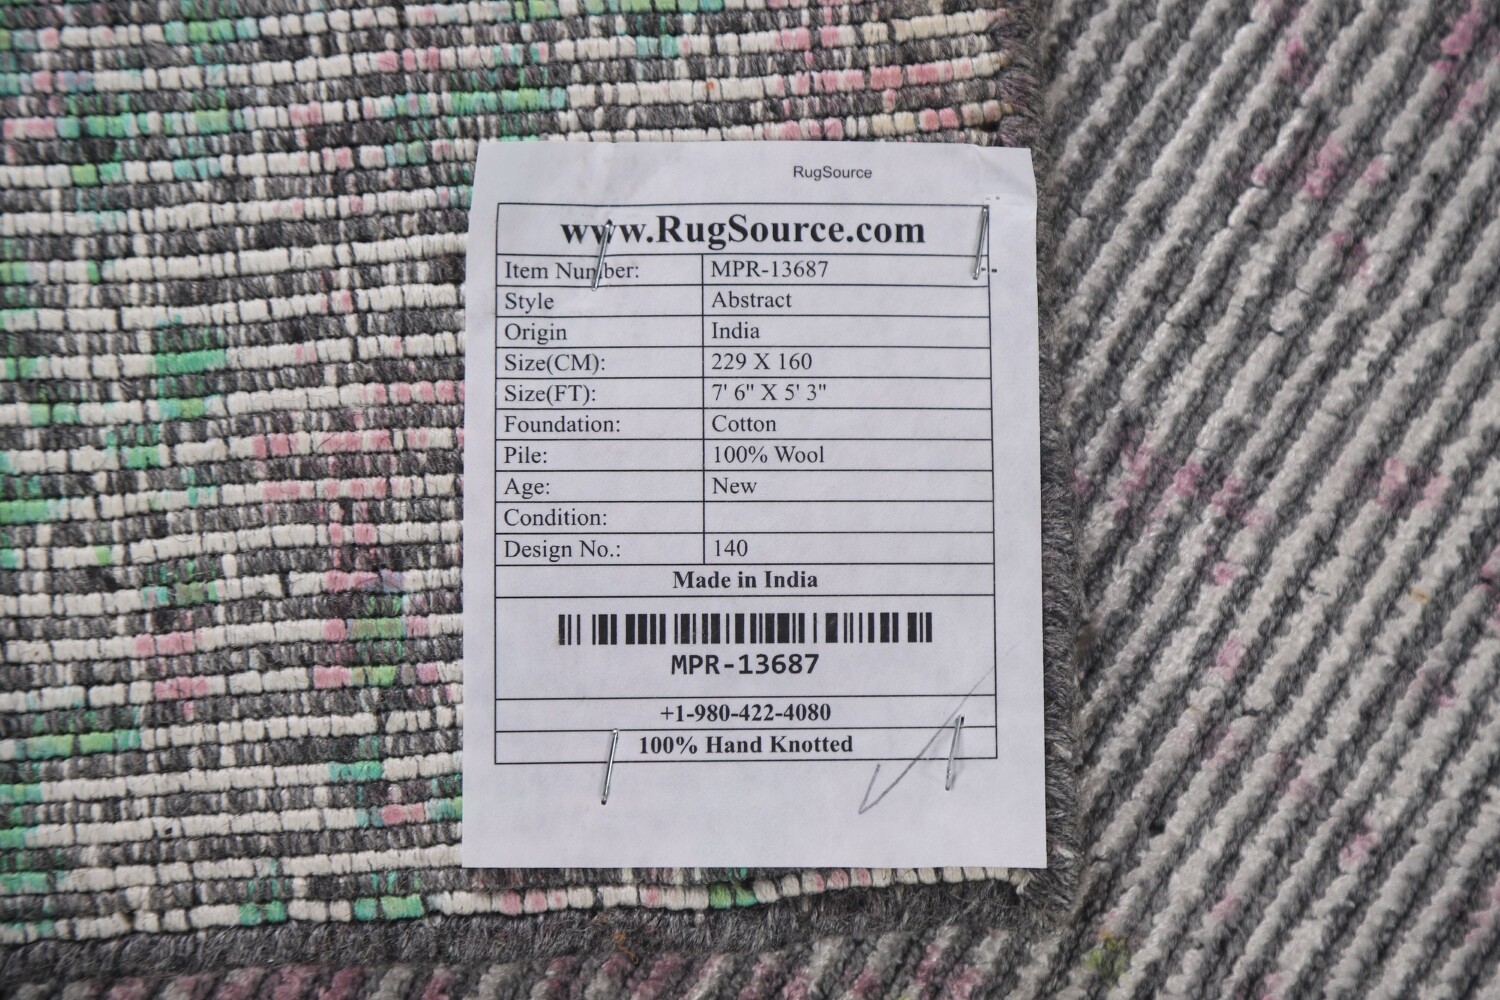 RugSource
www.RugSource.com
Item Number: MPR-13687
Style Abstract
Origin India
Size(CM): 229 X 160
Size(FT): 7' 6" X 5' 3"
Foundation: Cotton
Pile: 100% Wool
Age: New
Condition:
Design No.: 140
Made in India
MPR-13687
+1-980-422-4080
100% Hand Knotted